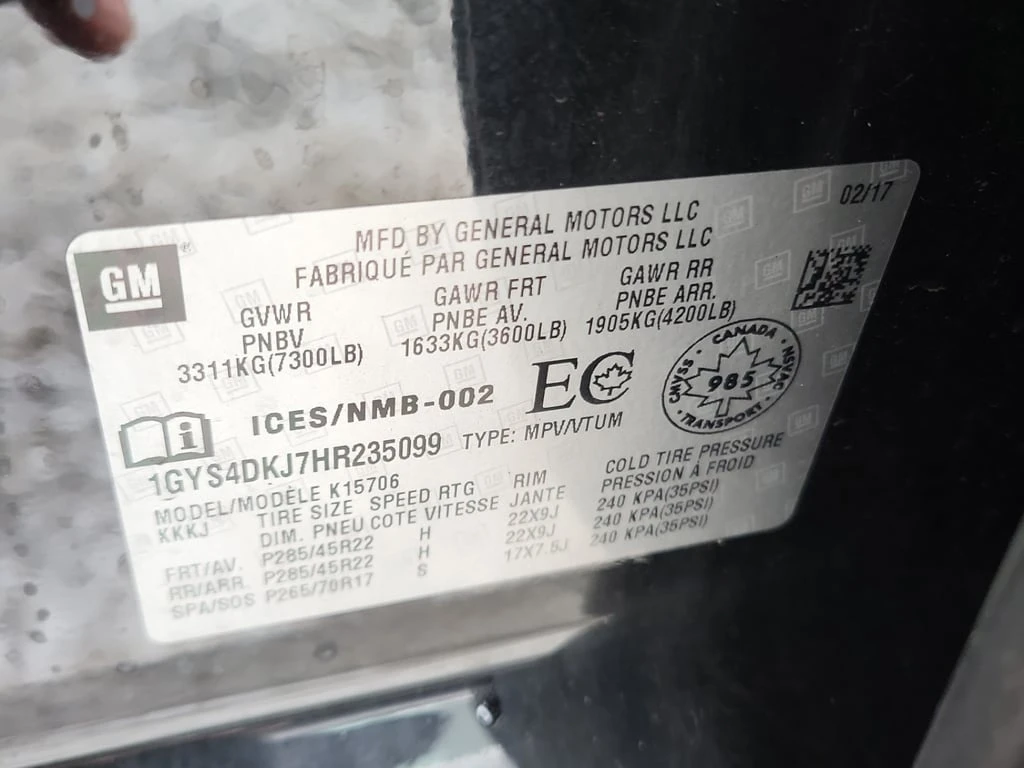 02/17
GM
MFD BY GENERAL MOTORS LLC
FABRIQUÉ PAR GENERAL MOTORS LLC
GVWR GAWR FRT GAWR RR
PNBV PNBE AV. PNBE ARR.
3311KG(7300LB) 1633KG(3600LB) 1905KG(4200LB)
ICES/NMB-002 EC
CANADA
CMVSS 985 NSVAC
TRANSPORT
1GYS4DKJ7HR235099 TYPE: MPV/VTUM
MODEL/MODÈLE K15706
KKKJ TIRE SIZE SPEED RTG RIM COLD TIRE PRESSURE
DIM. PNEU COTE VITESSE JANTE PRESSION À FROID
FRT/AV. P285/45R22 H 22X9J 240 KPA(35PSI)
RR/ARR. P285/45R22 H 22X9J 240 KPA(35PSI)
SPA/SOS P265/70R17 S 17X7.5J 240 KPA(35PSI)